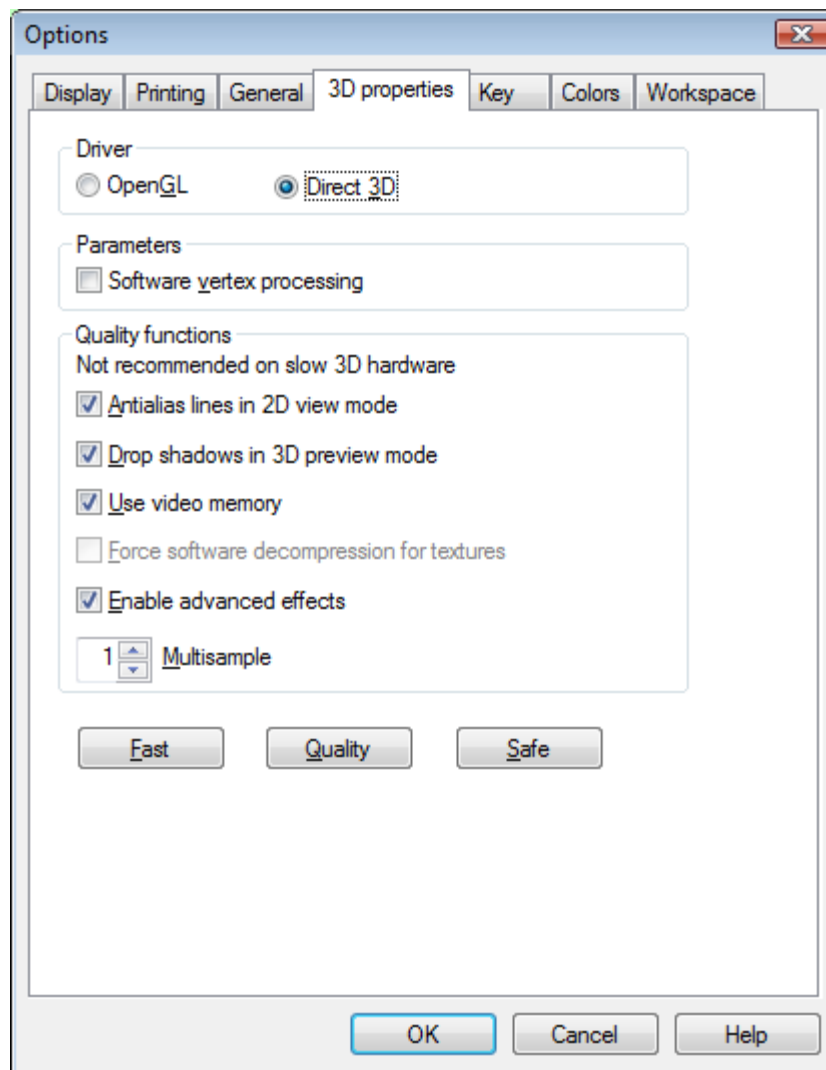 Options
Display Printing General 3D properties Key Colors Workspace
Driver
OpenGL Direct 3D
Parameters
Software vertex processing
Quality functions
Not recommended on slow 3D hardware
Antialias lines in 2D view mode
Drop shadows in 3D preview mode
Use video memory
Force software decompression for textures
Enable advanced effects
1 Multisample
Fast Quality Safe
OK Cancel Help